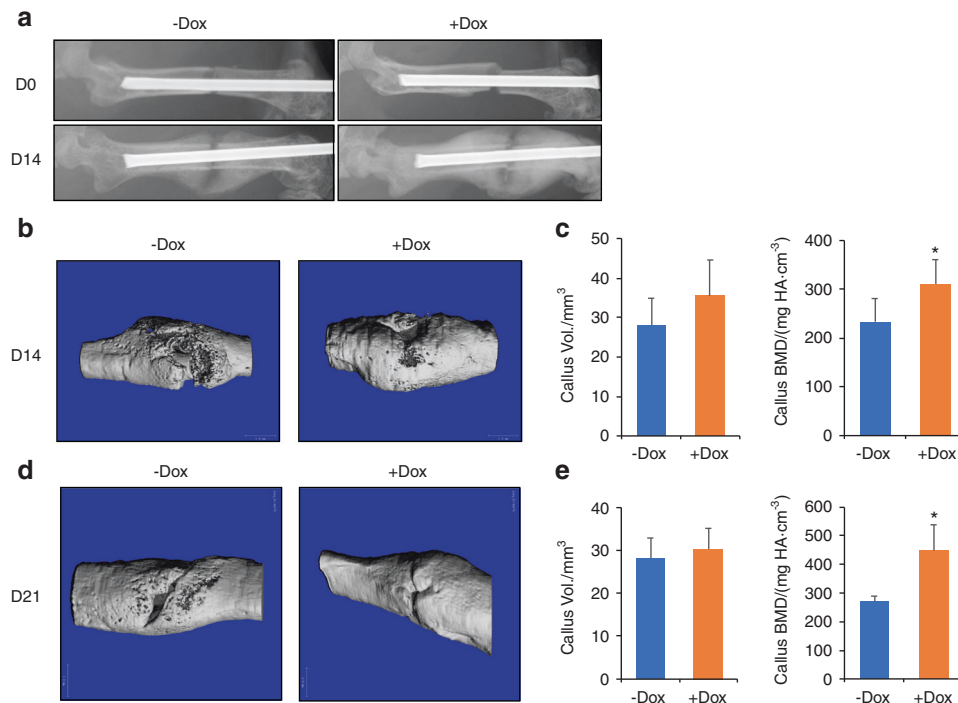 a
-Dox
+Dox
D0
D14
b
-Dox
+Dox
D14
c
Callus Vol./mm³
50
40
30
20
10
0
-Dox
+Dox
Callus BMD/(mg HA·cm⁻³)
400
300
200
100
0
*
-Dox
+Dox
d
-Dox
+Dox
D21
e
Callus Vol./mm³
40
30
20
10
0
-Dox
+Dox
Callus BMD/(mg HA·cm⁻³)
600
500
400
300
200
100
0
*
-Dox
+Dox